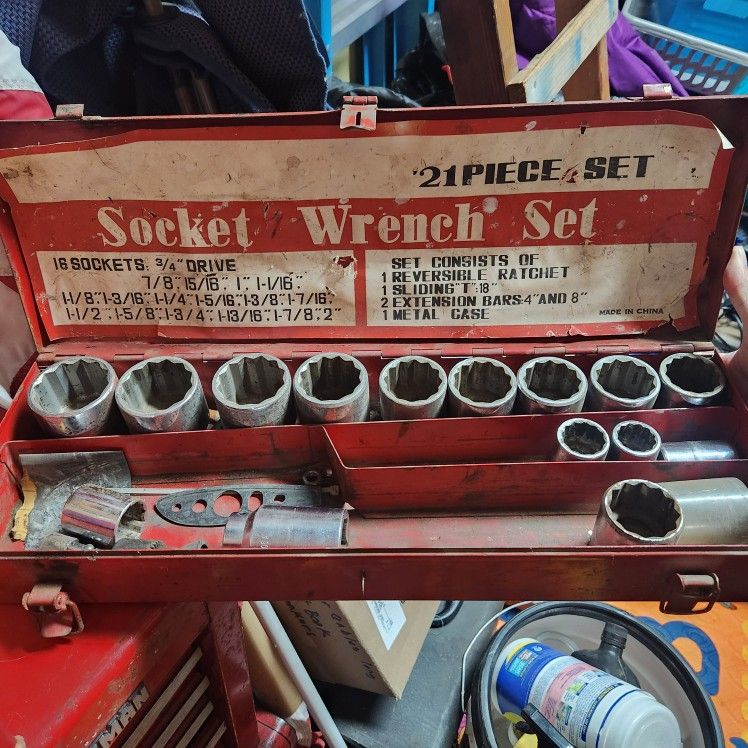 21 PIECE SET
Socket Wrench Set
16 SOCKETS: 3/4" DRIVE
7/8" 15/16" 1" 1-1/16"
1-1/8" 1-3/16" 1-1/4" 1-5/16" 1-3/8" 1-7/16"
1-1/2" 1-5/8" 1-3/4" 1-13/16" 1-7/8" 2"
SET CONSISTS OF
1 REVERSIBLE RATCHET
1 SLIDING "T": 18"
2 EXTENSION BARS: 4" AND 8"
1 METAL CASE
MADE IN CHINA
MAN